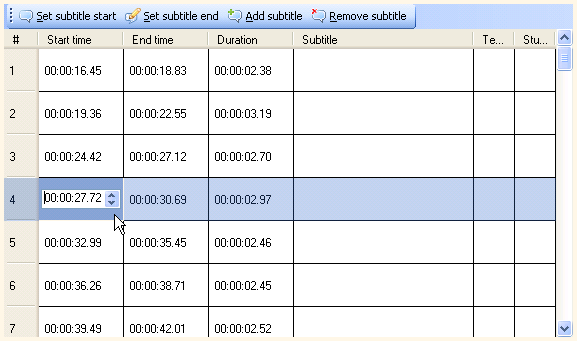 Set subtitle start Set subtitle end Add subtitle Remove subtitle
# Start time End time Duration Subtitle Te... Stu...
1 00:00:16.45 00:00:18.83 00:00:02.38
2 00:00:19.36 00:00:22.55 00:00:03.19
3 00:00:24.42 00:00:27.12 00:00:02.70
4 00:00:27.72 00:00:30.69 00:00:02.97
5 00:00:32.99 00:00:35.45 00:00:02.46
6 00:00:36.26 00:00:38.71 00:00:02.45
7 00:00:39.49 00:00:42.01 00:00:02.52